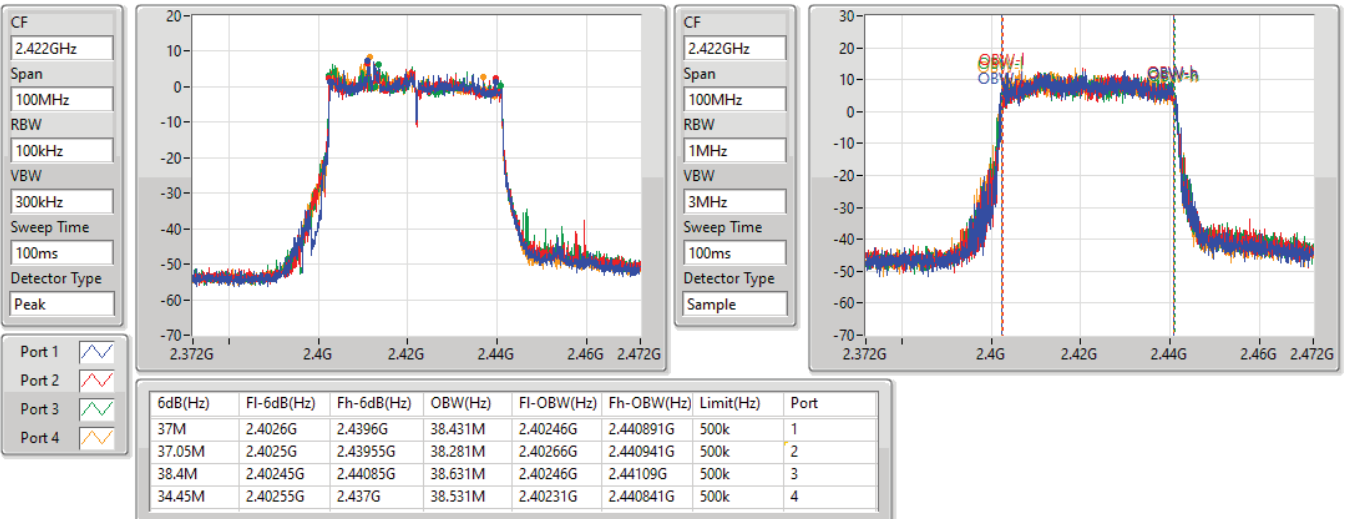 CF
2.422GHz
Span
100MHz
RBW
100kHz
VBW
300kHz
Sweep Time
100ms
Detector Type
Peak
30
20
10
0
-10
-20
-30
-40
-50
-60
-70
2.372G 2.4G 2.42G 2.44G 2.46G 2.472G
CF
2.422GHz
Span
100MHz
RBW
1MHz
VBW
3MHz
Sweep Time
100ms
Detector Type
Sample
30
20
10
0
-10
-20
-30
-40
-50
-60
-70
OBW-l
OBW-h
2.372G 2.4G 2.42G 2.44G 2.46G 2.472G
Port 1
Port 2
Port 3
Port 4
6dB(Hz) Fl-6dB(Hz) Fh-6dB(Hz) OBW(Hz) Fl-OBW(Hz) Fh-OBW(Hz) Limit(Hz) Port
37M 2.4026G 2.4396G 38.431M 2.40246G 2.440891G 500k 1
37.05M 2.4025G 2.43955G 38.281M 2.40266G 2.440941G 500k 2
38.4M 2.40245G 2.44085G 38.631M 2.40246G 2.44109G 500k 3
34.45M 2.40255G 2.437G 38.531M 2.40231G 2.440841G 500k 4